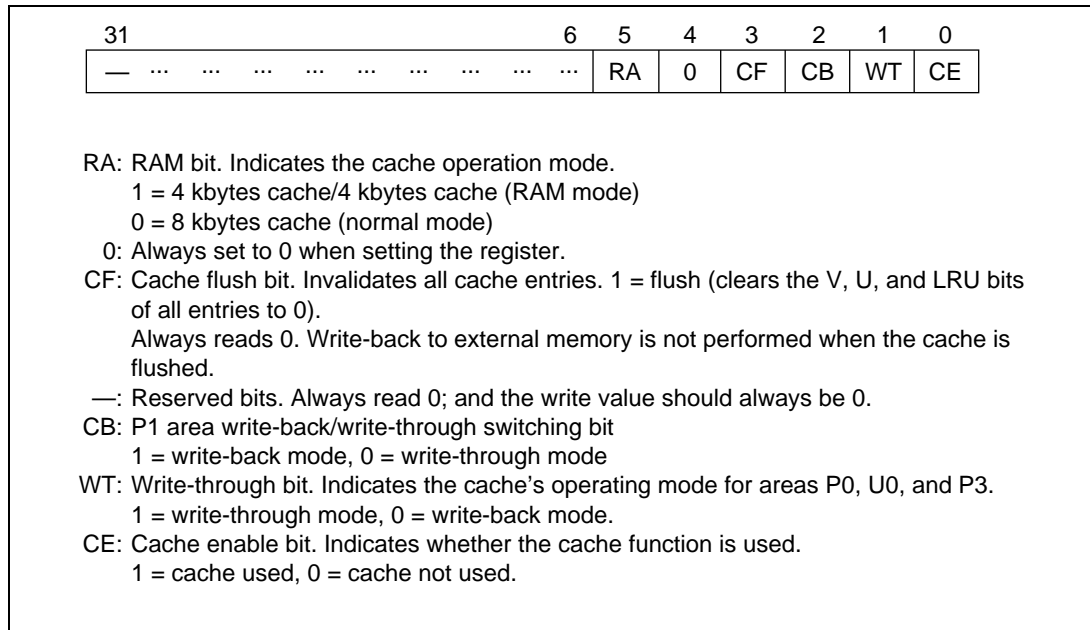 31 6 5 4 3 2 1 0
— ... ... ... ... ... ... ... ... ... RA 0 CF CB WT CE
RA: RAM bit. Indicates the cache operation mode.
1 = 4 kbytes cache/4 kbytes cache (RAM mode)
0 = 8 kbytes cache (normal mode)
0: Always set to 0 when setting the register.
CF: Cache flush bit. Invalidates all cache entries. 1 = flush (clears the V, U, and LRU bits
of all entries to 0).
Always reads 0. Write-back to external memory is not performed when the cache is
flushed.
—: Reserved bits. Always read 0; and the write value should always be 0.
CB: P1 area write-back/write-through switching bit
1 = write-back mode, 0 = write-through mode
WT: Write-through bit. Indicates the cache's operating mode for areas P0, U0, and P3.
1 = write-through mode, 0 = write-back mode.
CE: Cache enable bit. Indicates whether the cache function is used.
1 = cache used, 0 = cache not used.